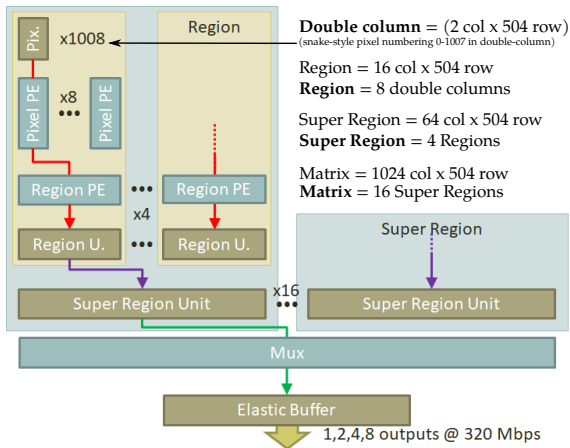 Pix.
x1008
Region
Double column = (2 col x 504 row)
(snake-style pixel numbering 0-1007 in double-column)
Region = 16 col x 504 row
Region = 8 double columns
Super Region = 64 col x 504 row
Super Region = 4 Regions
Matrix = 1024 col x 504 row
Matrix = 16 Super Regions
Pixel PE
x8
•••
Pixel PE
Region PE
•••
Region PE
x4
Region U.
•••
Region U.
Super Region
Super Region Unit
x16
•••
Super Region Unit
Mux
Elastic Buffer
1,2,4,8 outputs @ 320 Mbps